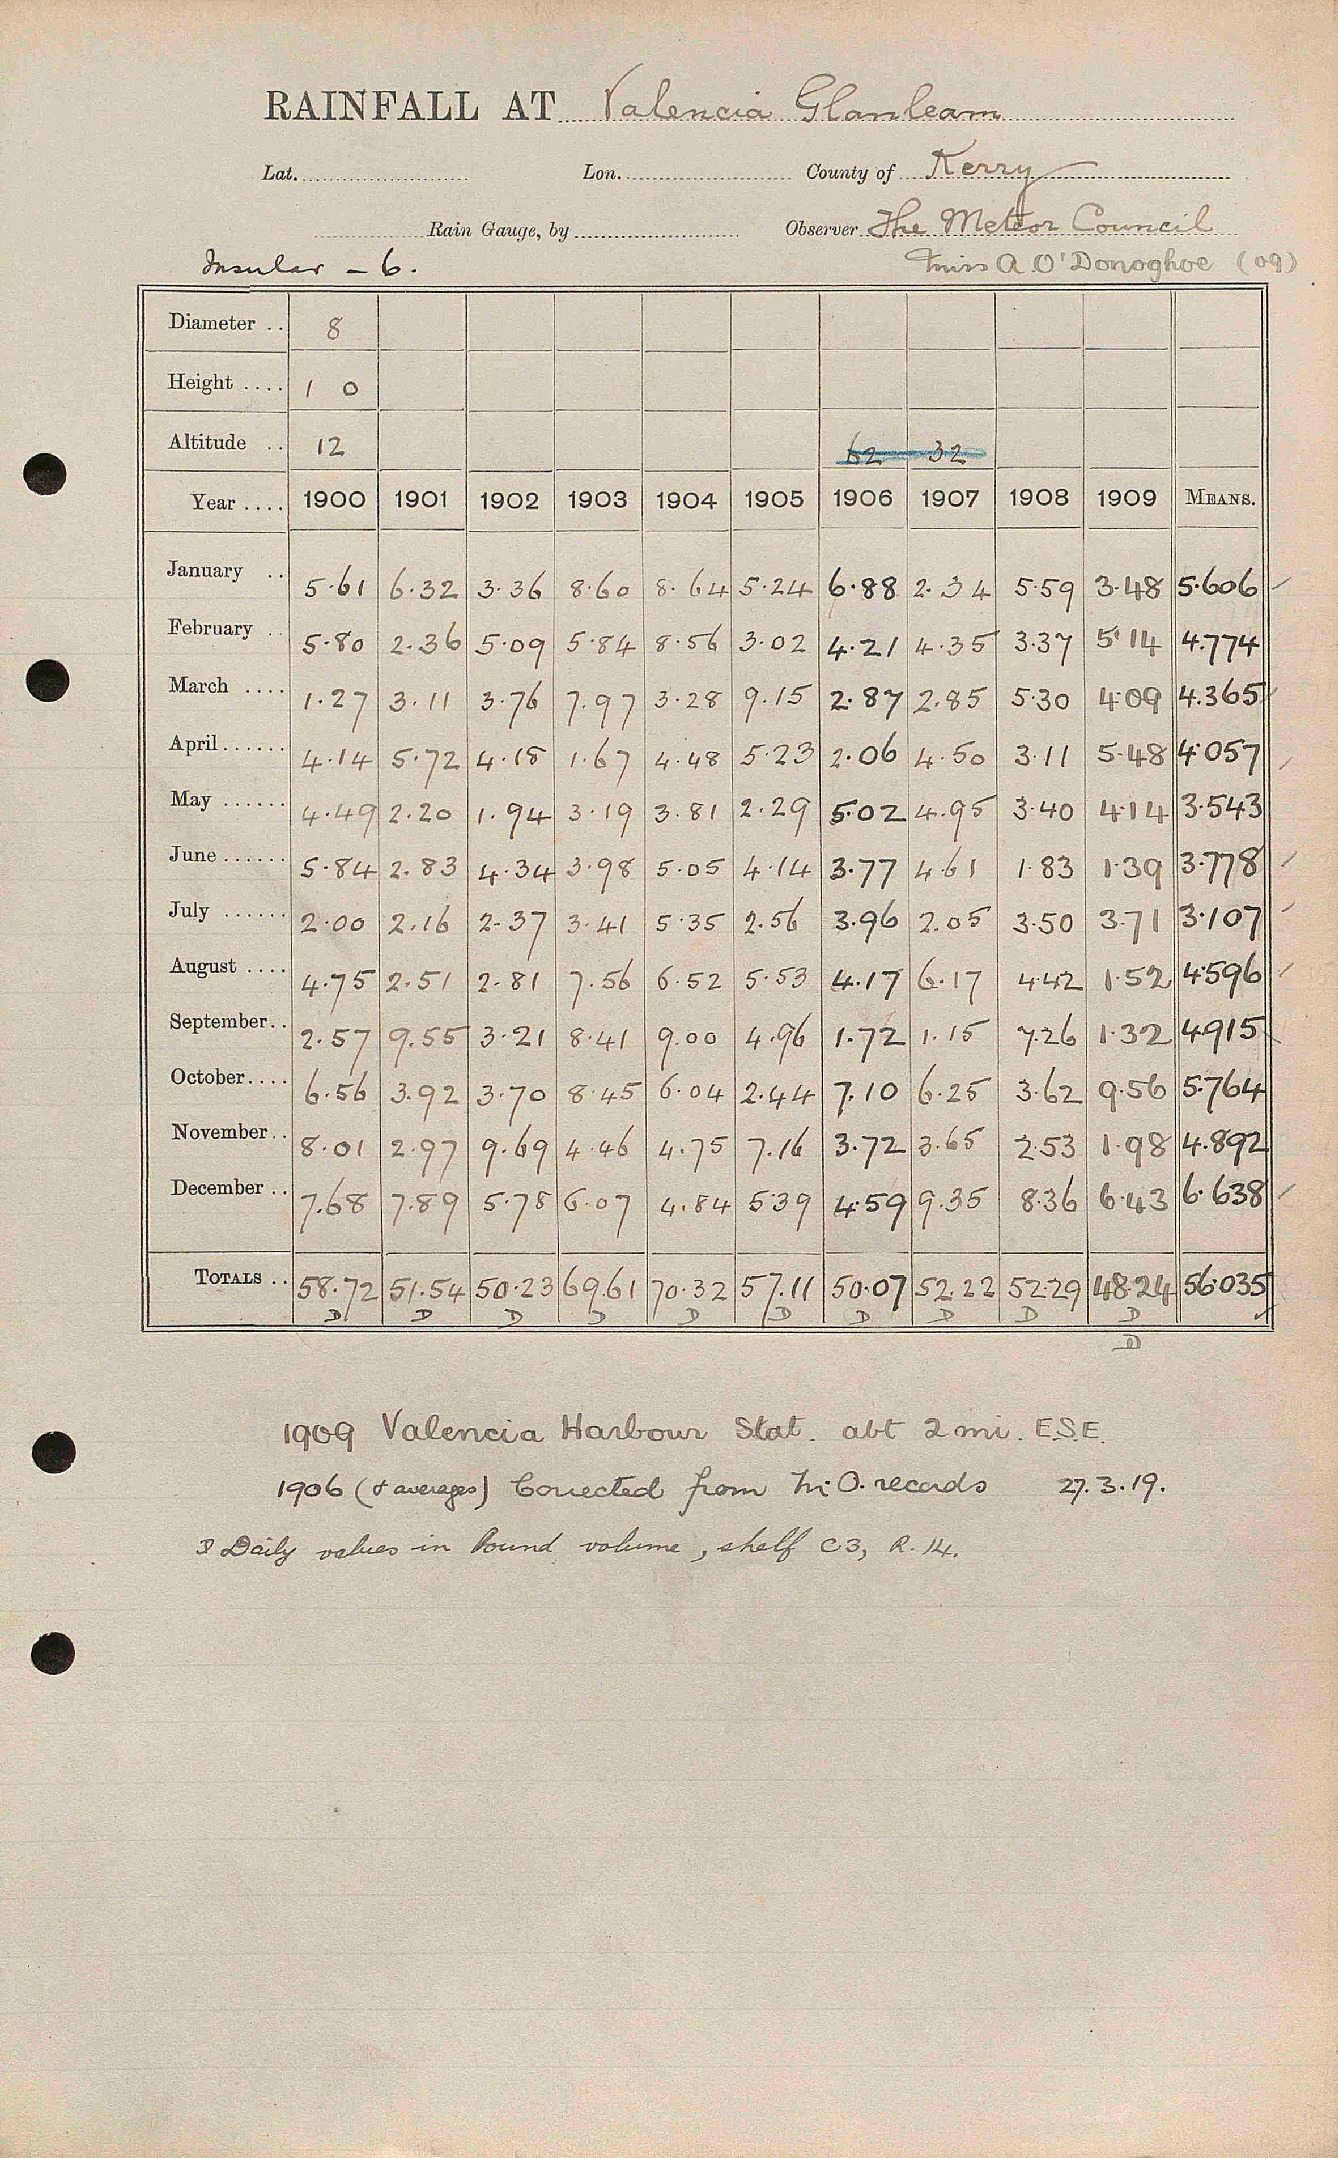 RAINFALL AT Valencia Glanleam
Lat. Lon. County of Kerry
Rain Gauge, by Observer The Meteor Council
Insular - 6. Miss A. O'Donoghoe (09)
Diameter .. 8
Height .... 1 0
Altitude .. 12 62 32
Year .... 1900 1901 1902 1903 1904 1905 1906 1907 1908 1909 MEANS.
January .. 5.61 6.32 3.36 8.60 8.64 5.24 6.88 2.34 5.59 3.48 5.606
February .. 5.80 2.36 5.09 5.84 8.56 3.02 4.21 4.35 3.37 5.14 4.774
March .... 1.27 3.11 3.76 7.97 3.28 9.15 2.87 2.85 5.30 4.09 4.365
April...... 4.14 5.72 4.18 1.67 4.48 5.23 2.06 4.50 3.11 5.48 4.057
May ...... 4.49 2.20 1.94 3.19 3.81 2.29 5.02 4.95 3.40 4.14 3.543
June...... 5.84 2.83 4.34 3.98 5.05 4.14 3.77 4.61 1.83 1.39 3.778
July ...... 2.00 2.16 2.37 3.41 5.35 2.56 3.96 2.05 3.50 3.71 3.107
August .... 4.75 2.51 2.81 7.56 6.52 5.53 4.17 6.17 4.42 1.52 4.596
September.. 2.57 9.55 3.21 8.41 9.00 4.96 1.72 1.15 7.26 1.32 4.915
October.... 6.56 3.92 3.70 8.45 6.04 2.44 7.10 6.25 3.62 9.56 5.764
November.. 8.01 2.97 9.69 4.46 4.75 7.16 3.72 3.65 2.53 1.98 4.892
December .. 7.68 7.89 5.78 6.07 4.84 5.39 4.59 9.35 8.36 6.43 6.638
TOTALS .. 58.72 51.54 50.23 69.61 70.32 57.11 50.07 52.22 52.29 48.24 56.035
D D D D D D D D D D
D
1909 Valencia Harbour Stat. abt 2 mi. E.S.E.
1906 (& averages) Corrected from M.O. records 27.3.19.
D Daily values in bound volume, shelf C3, R.14.